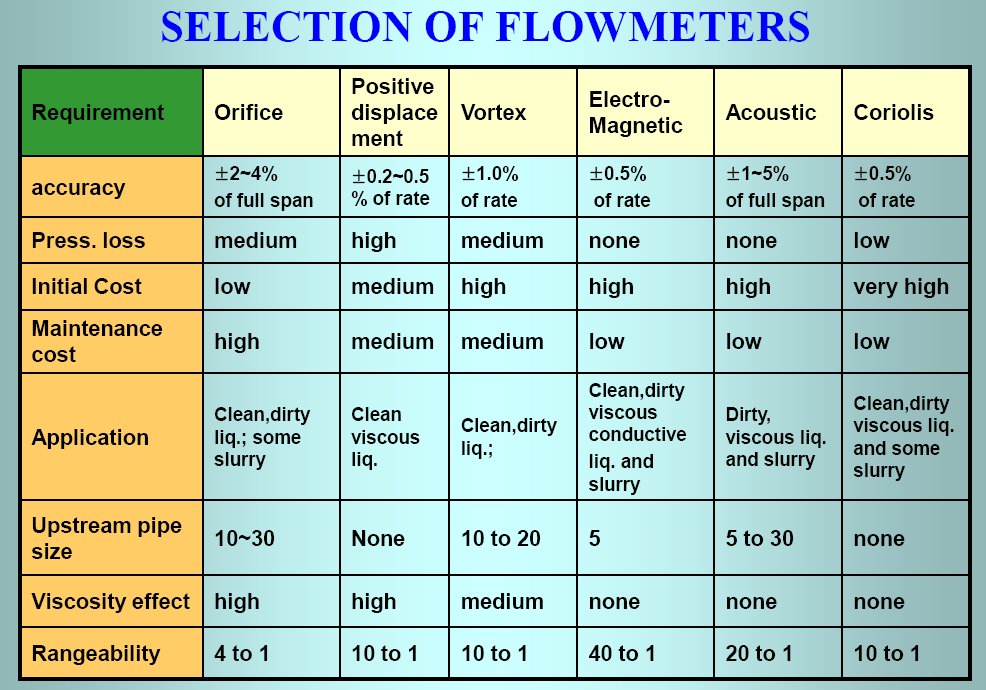 SELECTION OF FLOWMETERS
Requirement
Orifice
Positive
displace
ment
Vortex
Electro-
Magnetic
Acoustic
Coriolis
accuracy
±2~4%
of full span
±0.2~0.5
% of rate
±1.0%
of rate
±0.5%
of rate
±1~5%
of full span
±0.5%
of rate
Press. loss
medium
high
medium
none
none
low
Initial Cost
low
medium
high
high
high
very high
Maintenance
cost
high
medium
medium
low
low
low
Application
Clean,dirty
liq.; some
slurry
Clean
viscous
liq.
Clean,dirty
liq.;
Clean,dirty
viscous
conductive
liq. and
slurry
Dirty,
viscous liq.
and slurry
Clean,dirty
viscous liq.
and some
slurry
Upstream pipe
size
10~30
None
10 to 20
5
5 to 30
none
Viscosity effect
high
high
medium
none
none
none
Rangeability
4 to 1
10 to 1
10 to 1
40 to 1
20 to 1
10 to 1